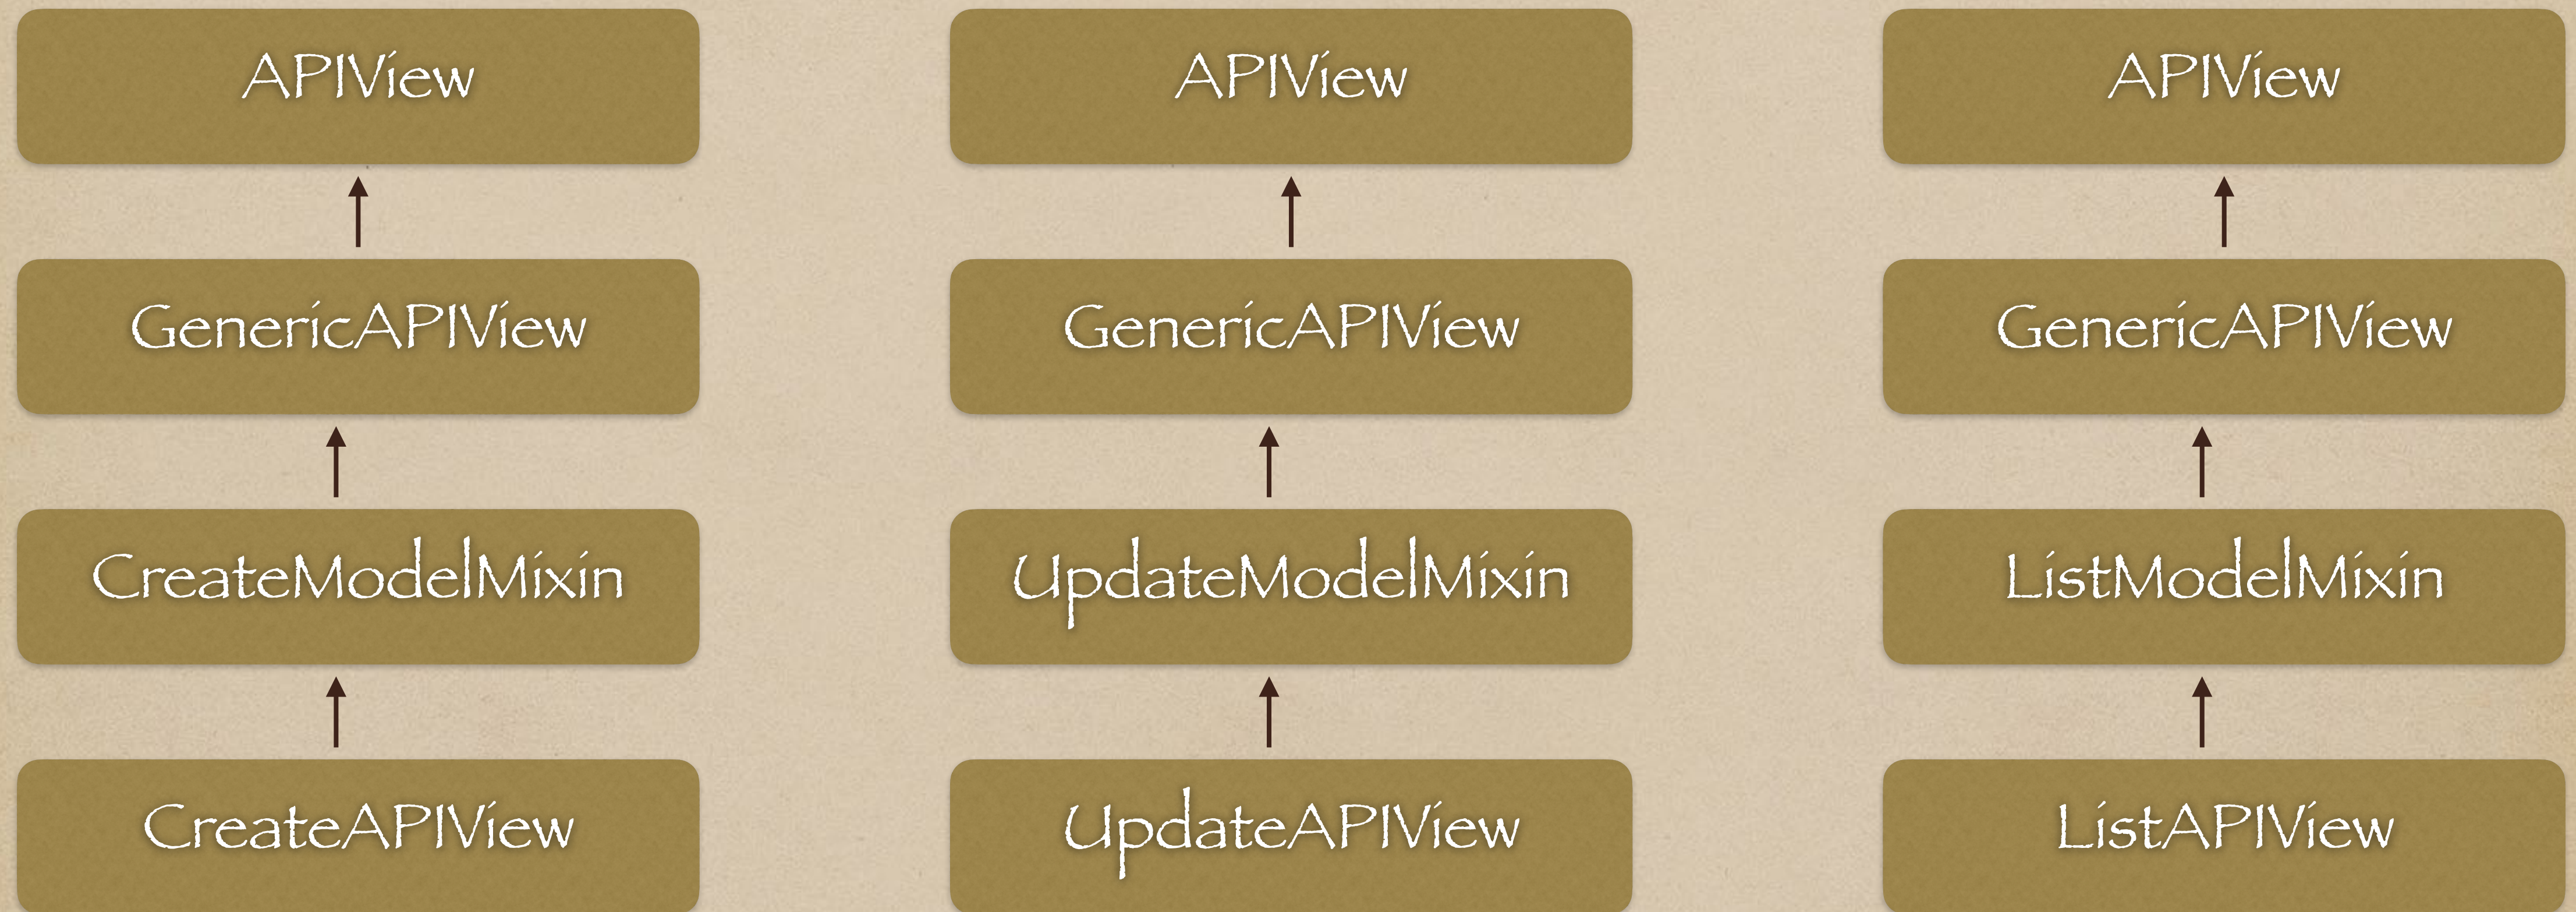 APIView
APIView
APIView
GenericAPIView
GenericAPIView
GenericAPIView
CreateModelMixin
UpdateModelMixin
ListModelMixin
CreateAPIView
UpdateAPIView
ListAPIView